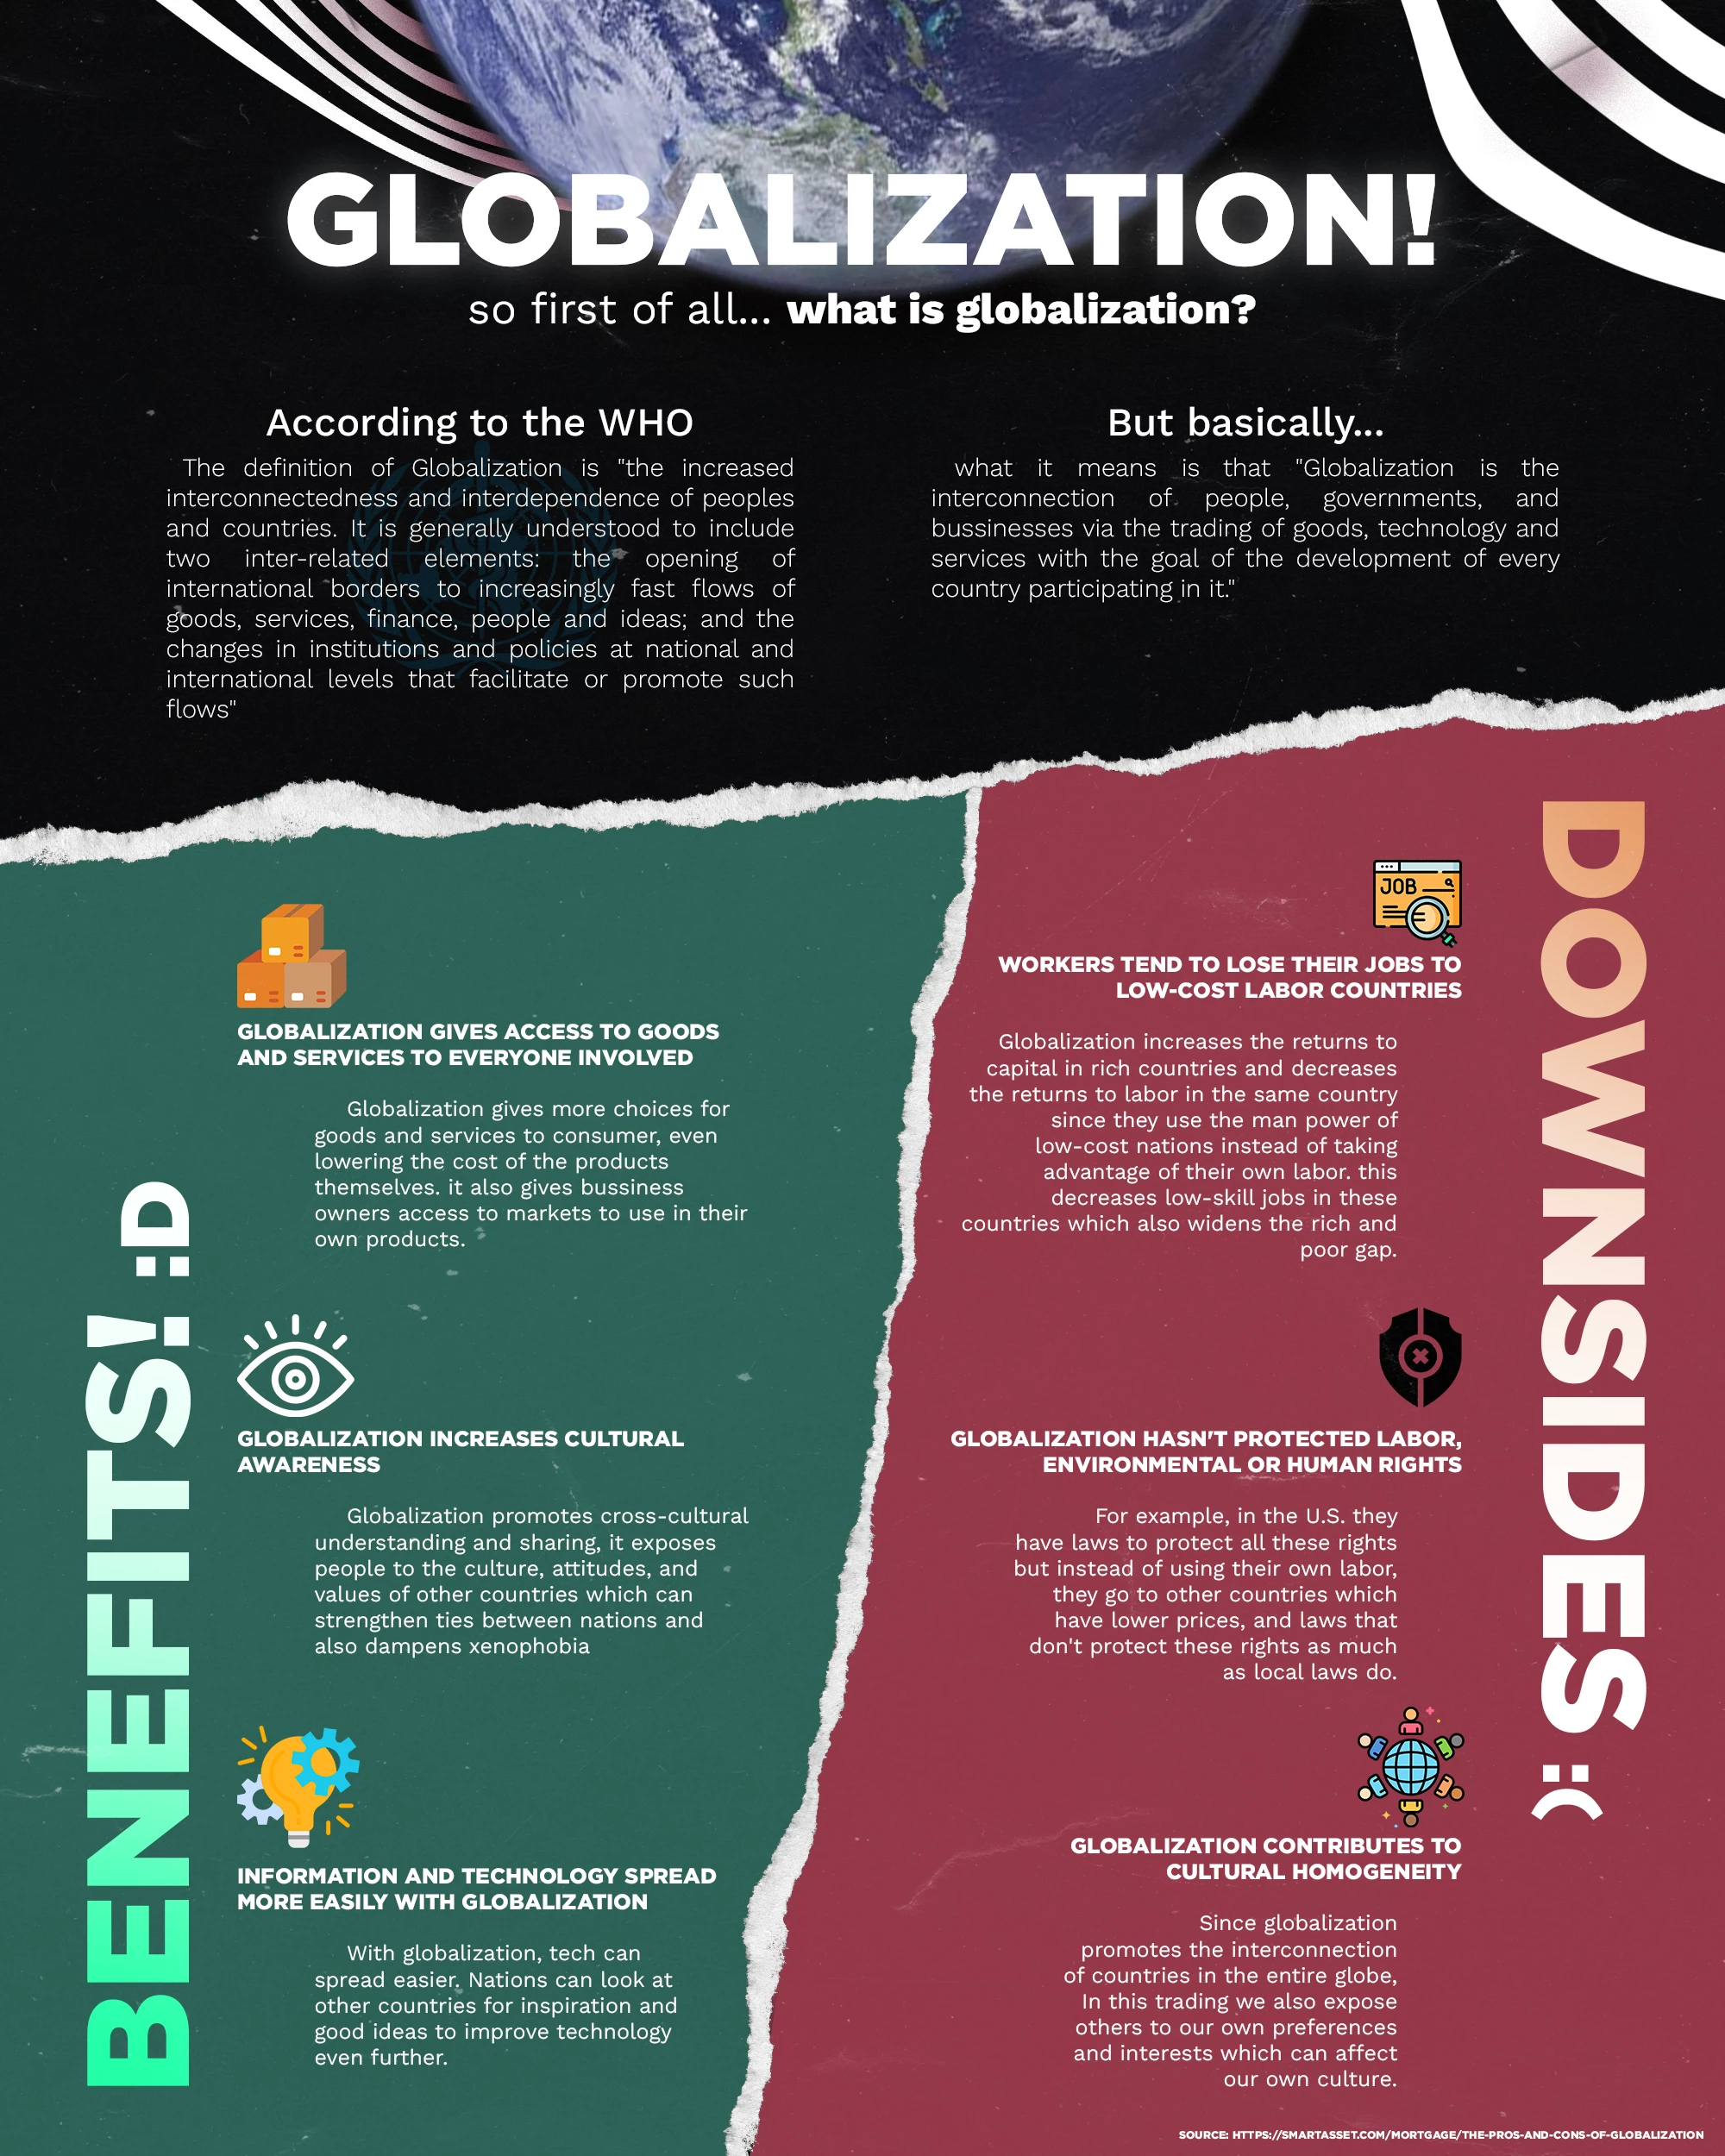 GLOBALIZATION!
so first of all... what is globalization?
According to the WHO
The definition of Globalization is "the increased
interconnectedness and interdependence of peoples
and countries. It is generally understood to include
two inter-related elements: the opening of
international borders to increasingly fast flows of
goods, services, finance, people and ideas; and the
changes in institutions and policies at national and
international levels that facilitate or promote such
flows"
But basically...
what it means is that "Globalization is the
interconnection of people, governments, and
bussinesses via the trading of goods, technology and
services with the goal of the development of every
country participating in it."
BENEFITS! :D
GLOBALIZATION GIVES ACCESS TO GOODS
AND SERVICES TO EVERYONE INVOLVED
Globalization gives more choices for
goods and services to consumer, even
lowering the cost of the products
themselves. it also gives bussiness
owners access to markets to use in their
own products.
GLOBALIZATION INCREASES CULTURAL
AWARENESS
Globalization promotes cross-cultural
understanding and sharing, it exposes
people to the culture, attitudes, and
values of other countries which can
strengthen ties between nations and
also dampens xenophobia
INFORMATION AND TECHNOLOGY SPREAD
MORE EASILY WITH GLOBALIZATION
With globalization, tech can
spread easier. Nations can look at
other countries for inspiration and
good ideas to improve technology
even further.
DOWNSIDES :(
JOB
WORKERS TEND TO LOSE THEIR JOBS TO
LOW-COST LABOR COUNTRIES
Globalization increases the returns to
capital in rich countries and decreases
the returns to labor in the same country
since they use the man power of
low-cost nations instead of taking
advantage of their own labor. this
decreases low-skill jobs in these
countries which also widens the rich and
poor gap.
GLOBALIZATION HASN'T PROTECTED LABOR,
ENVIRONMENTAL OR HUMAN RIGHTS
For example, in the U.S. they
have laws to protect all these rights
but instead of using their own labor,
they go to other countries which
have lower prices, and laws that
don't protect these rights as much
as local laws do.
GLOBALIZATION CONTRIBUTES TO
CULTURAL HOMOGENEITY
Since globalization
promotes the interconnection
of countries in the entire globe,
In this trading we also expose
others to our own preferences
and interests which can affect
our own culture.
SOURCE: HTTPS://SMARTASSET.COM/MORTGAGE/THE-PROS-AND-CONS-OF-GLOBALIZATION